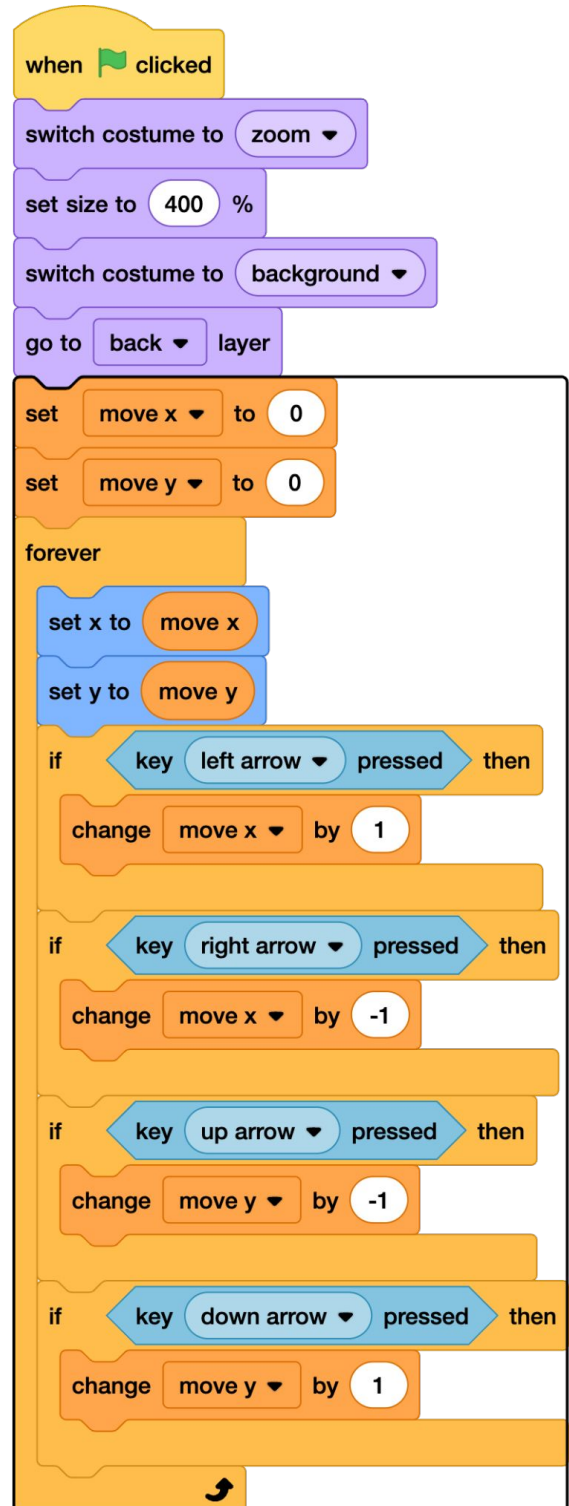 when clicked
switch costume to zoom
set size to 400 %
switch costume to background
go to back layer
set move x to 0
set move y to 0
forever
set x to move x
set y to move y
if key left arrow pressed then
change move x by 1
if key right arrow pressed then
change move x by -1
if key up arrow pressed then
change move y by -1
if key down arrow pressed then
change move y by 1